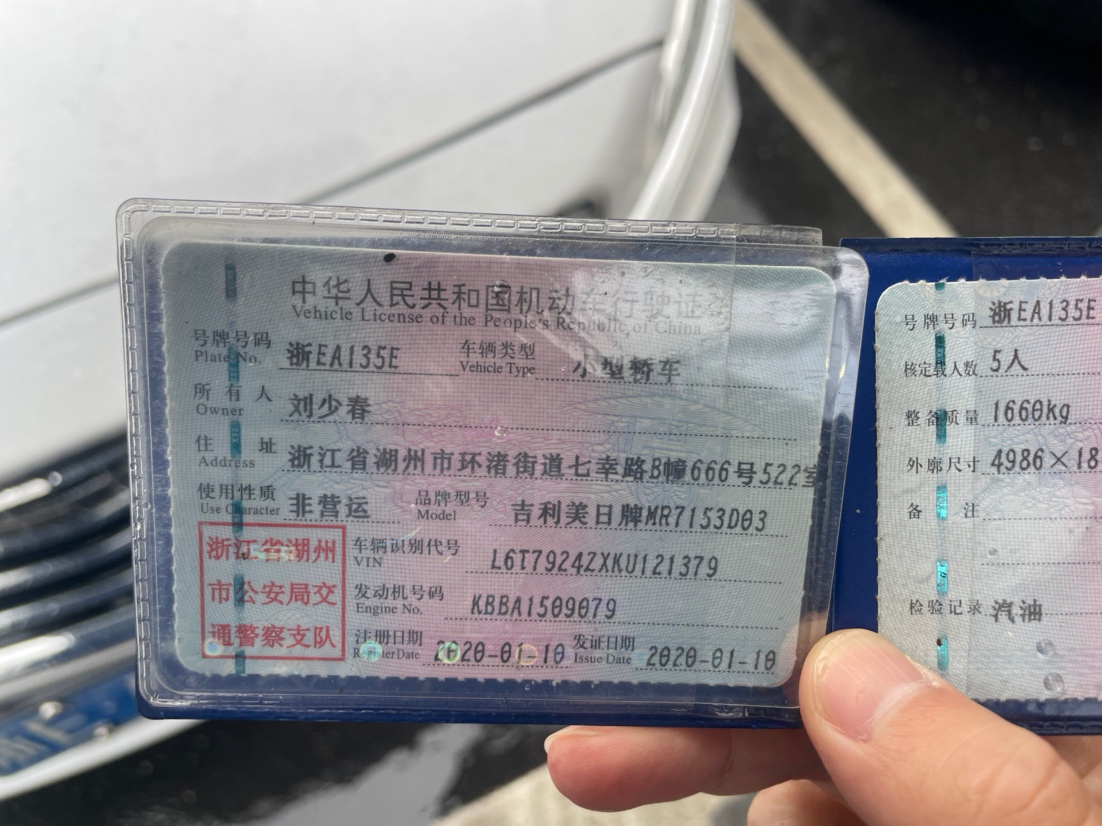 中华人民共和国机动车行驶证
Vehicle License of the People's Republic of China
号牌号码 浙EA135E 车辆类型 小型轿车
Plate No. Vehicle Type
所有人 刘少春
Owner
住址 浙江省湖州市环渚街道七幸路B幢666号522室
Address
使用性质 非营运 品牌型号 吉利美日牌MR7153D03
Use Character Model
浙江省湖州
市公安局交
通警察支队
车辆识别代号 L6T7924ZXKU121379
VIN
发动机号码 KBBA1509079
Engine No.
注册日期 2020-01-10 发证日期 2020-01-10
Register Date Issue Date
号牌号码 浙EA135E
核定载人数 5人
整备质量 1660kg
外廓尺寸 4986×18
备注
检验记录 汽油